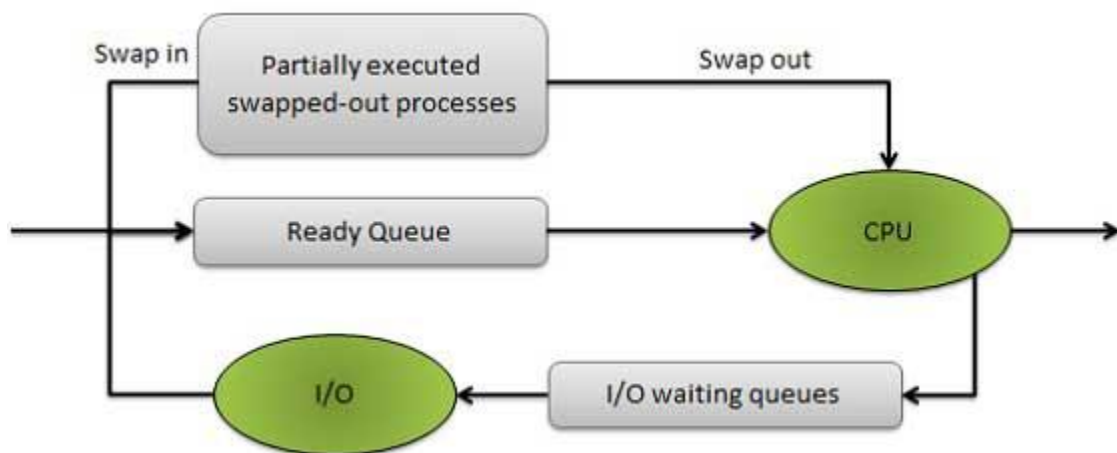 Swap in
Partially executed
swapped-out processes
Swap out
Ready Queue
CPU
I/O
I/O waiting queues